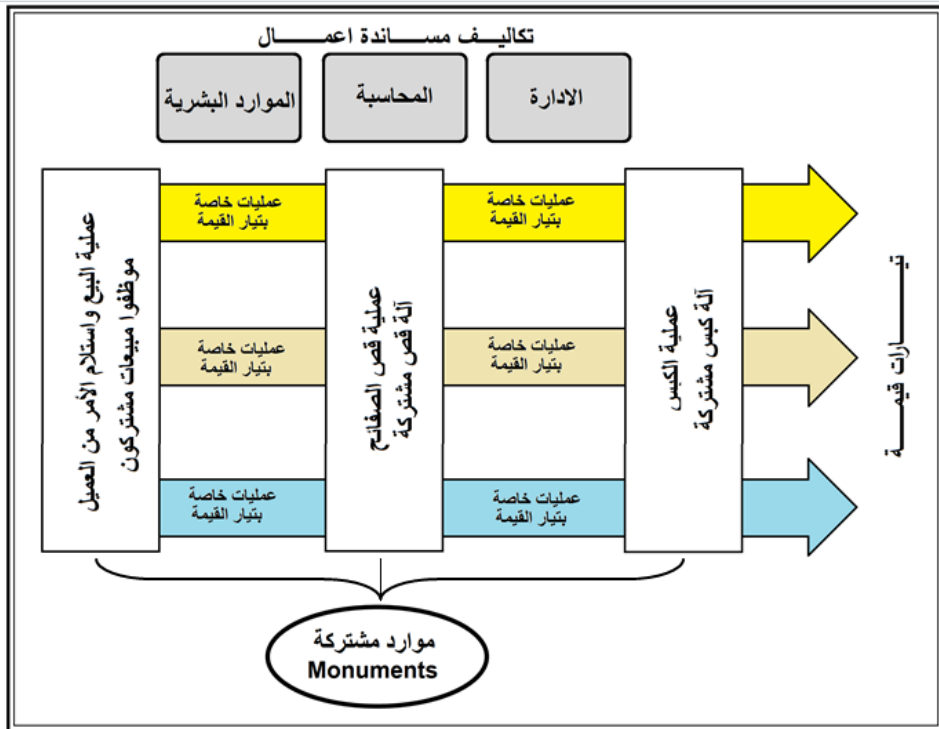 تكاليف مساندة اعمال
الموارد البشرية
المحاسبة
الادارة
عملية البيع واستلام الأمر من العميل
موظفوا مبيعات مشتركون
عمليات خاصة
بتيار القيمة
عملية قص الصفائح
آلة قص مشتركة
عمليات خاصة
بتيار القيمة
عملية الكبس
آلة كبس مشتركة
عمليات خاصة
بتيار القيمة
عمليات خاصة
بتيار القيمة
عمليات خاصة
بتيار القيمة
عمليات خاصة
بتيار القيمة
تيارات قيمة
موارد مشتركة
Monuments